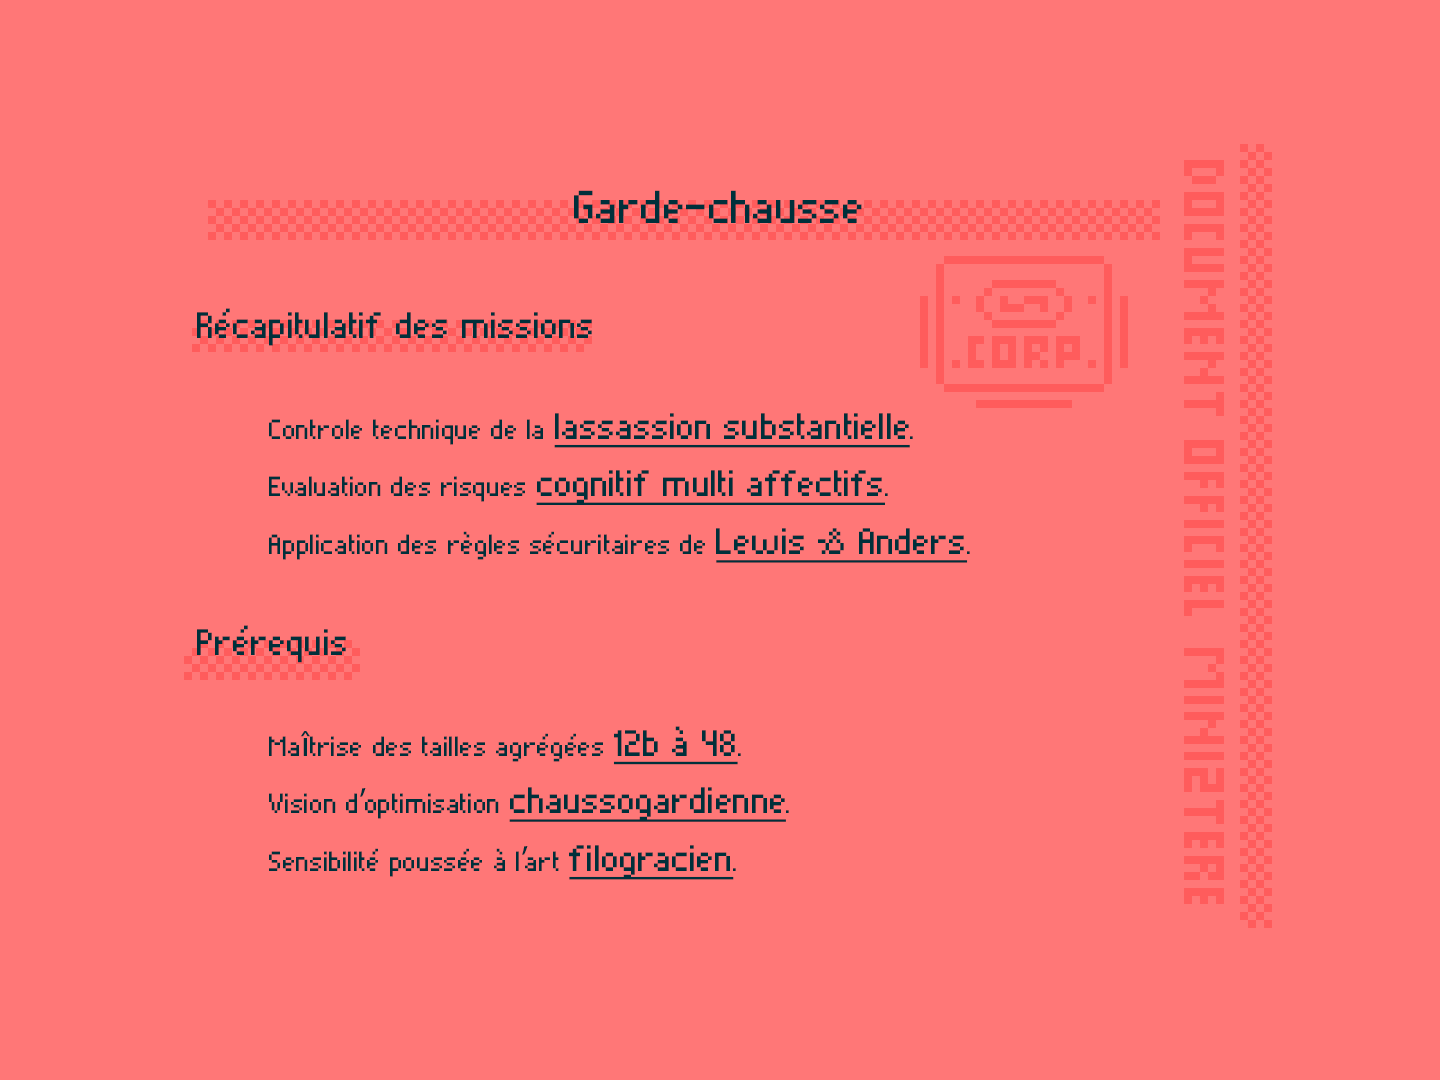 Garde-chausse
Récapitulatif des missions
CORP.
Controle technique de la lassassion substantielle.
Evaluation des risques cognitif multi affectifs.
Application des règles sécuritaires de Lewis & Anders.
Prérequis
MaÎtrise des tailles agrégées 12b à 48.
Vision d'optimisation chaussogardienne.
Sensibilité poussée à l'art filogracien.
DOCUMENT OFFICIEL MINISTERE